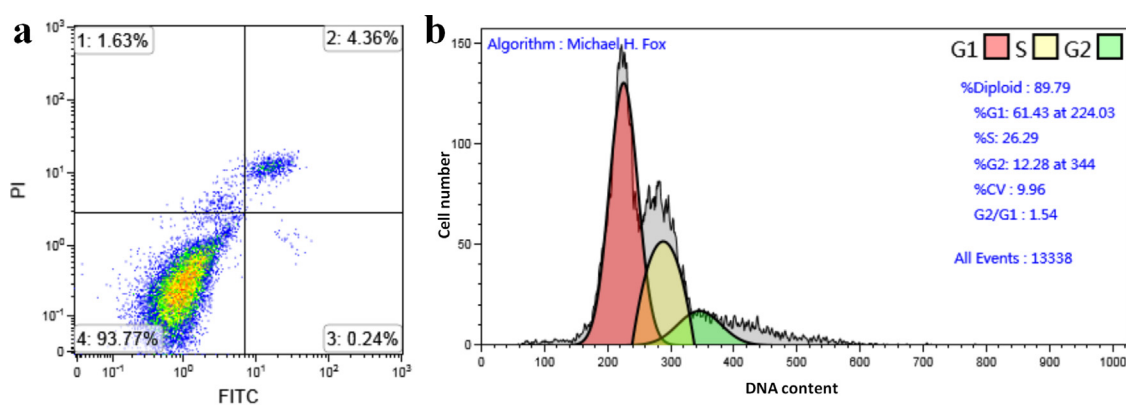 a
1: 1.63%
2: 4.36%
10³
10²
10¹
10⁰
10⁻¹
0
PI
4: 93.77%
3: 0.24%
0 10⁻¹ 10⁰ 10¹ 10² 10³
FITC
b
Algorithm : Michael H. Fox
G1 S G2
%Diploid : 89.79
%G1: 61.43 at 224.03
%S: 26.29
%G2: 12.28 at 344
%CV : 9.96
G2/G1 : 1.54
All Events : 13338
150
100
50
0
Cell number
0 100 200 300 400 500 600 700 800 900 1000
DNA content